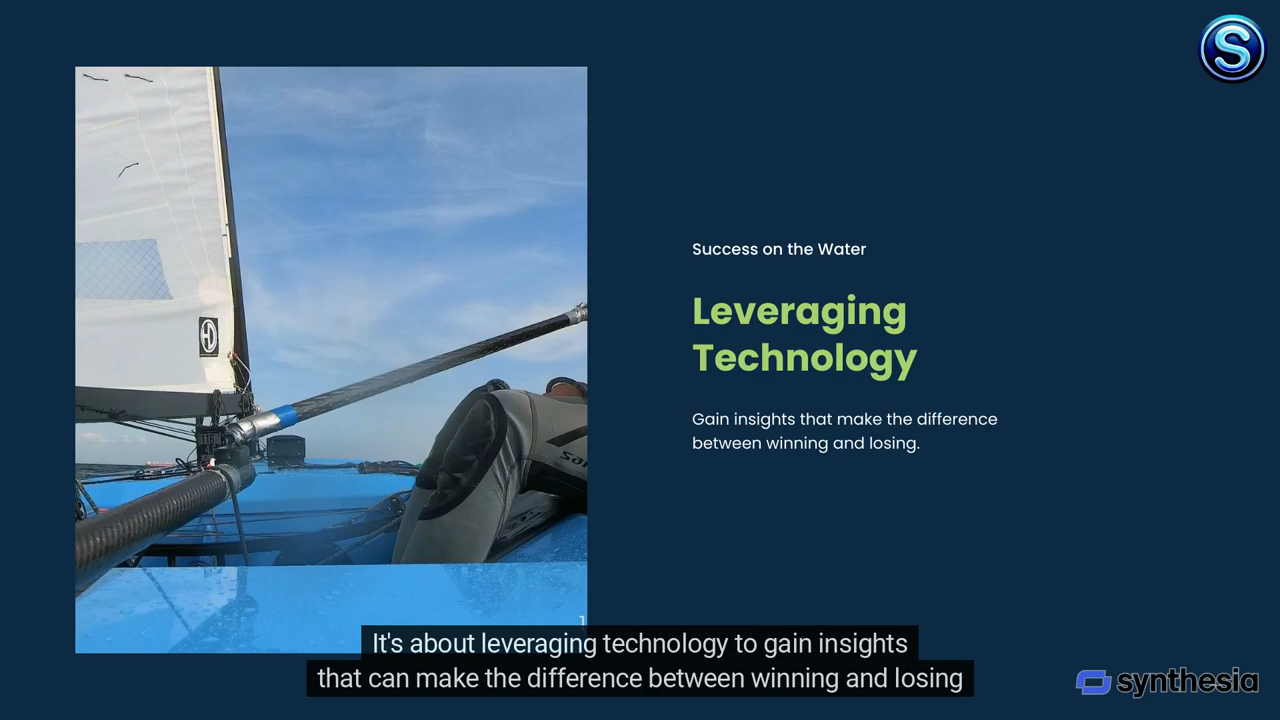 S
Success on the Water
Leveraging
Technology
Gain insights that make the difference
between winning and losing.
It's about leveraging technology to gain insights
that can make the difference between winning and losing
synthesia